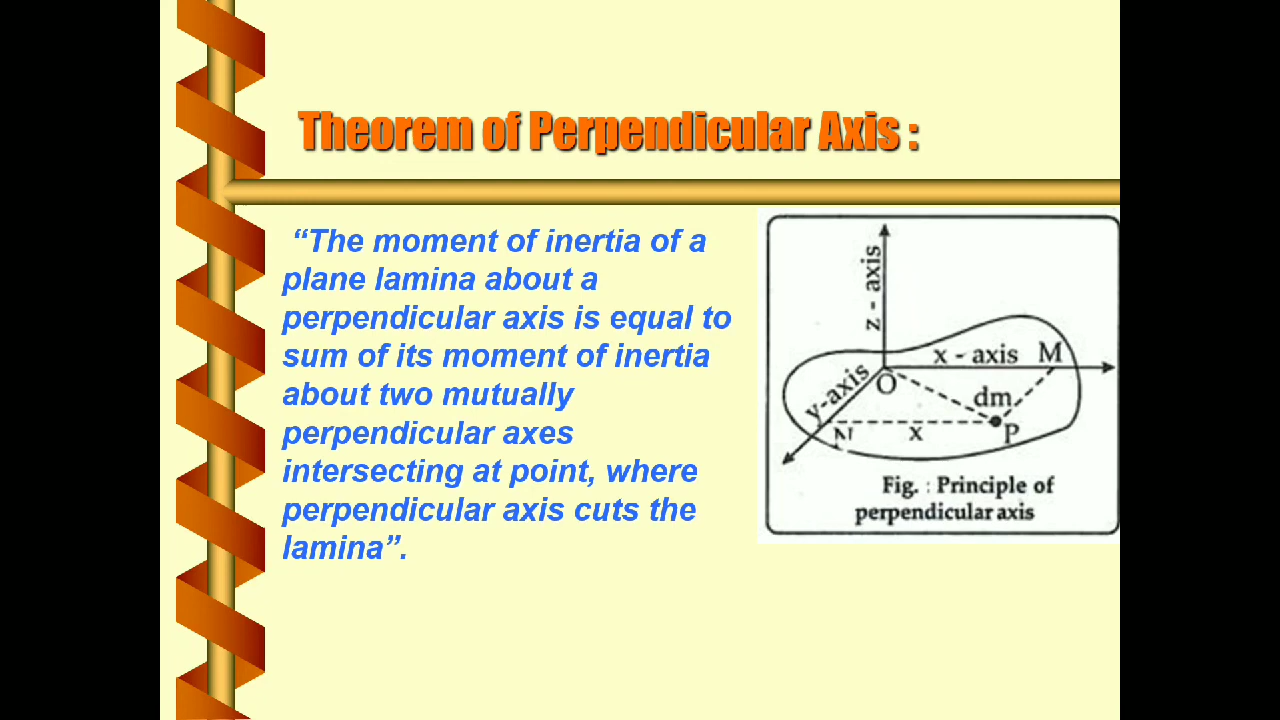 Theorem of Perpendicular Axis :
“The moment of inertia of a
plane lamina about a
perpendicular axis is equal to
sum of its moment of inertia
about two mutually
perpendicular axes
intersecting at point, where
perpendicular axis cuts the
lamina”.
z - axis
x - axis M
O
y-axis
dm
N x P
Fig. : Principle of
perpendicular axis